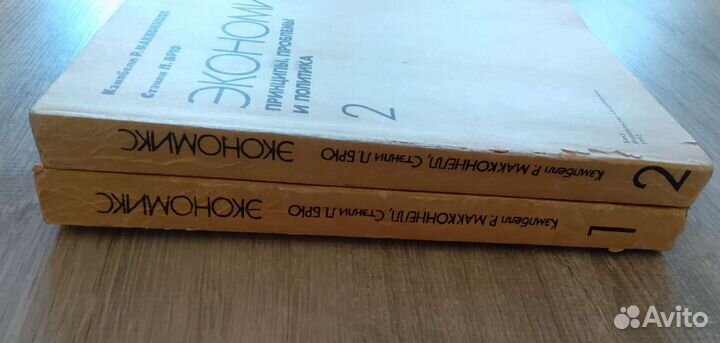 Кэмпбелл Р. Макконнелл
Стэнли Л. Брю
ЭКОНОМИ
ПРИНЦИПЫ, ПРОБЛЕМЫ
И ПОЛИТИКА
2
Кэмпбелл Р. МАККОННЕЛЛ, Стэнли Л. БРЮ ЭКОНОМИКС 2
Кэмпбелл Р. МАККОННЕЛЛ, Стэнли Л. БРЮ ЭКОНОМИКС 1
Avito